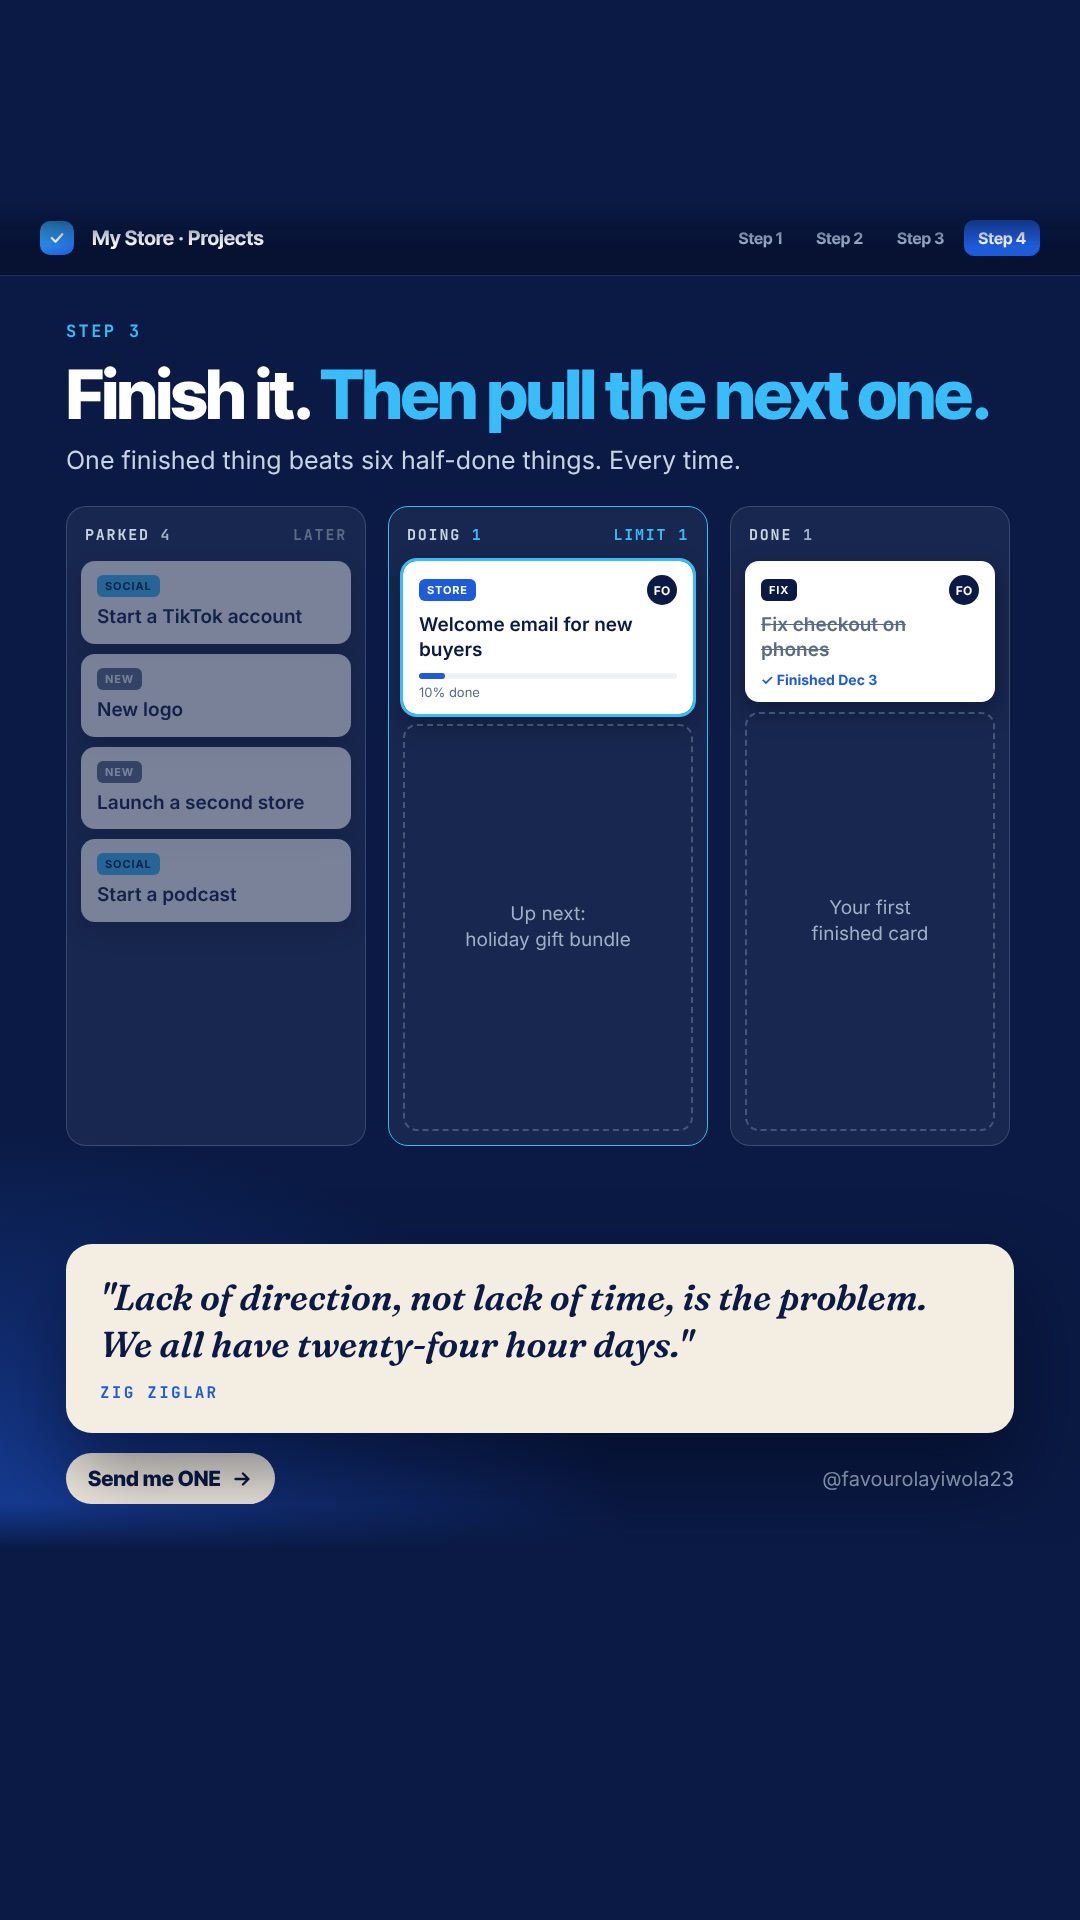 My Store · Projects
Step 1 Step 2 Step 3 Step 4
STEP 3
Finish it. Then pull the next one.
One finished thing beats six half-done things. Every time.
PARKED 4 LATER
SOCIAL
Start a TikTok account
NEW
New logo
NEW
Launch a second store
SOCIAL
Start a podcast
DOING 1 LIMIT 1
STORE FO
Welcome email for new
buyers
10% done
Up next:
holiday gift bundle
DONE 1
FIX FO
Fix checkout on
phones
✓ Finished Dec 3
Your first
finished card
"Lack of direction, not lack of time, is the problem.
We all have twenty-four hour days."
ZIG ZIGLAR
Send me ONE →
@favourolayiwola23